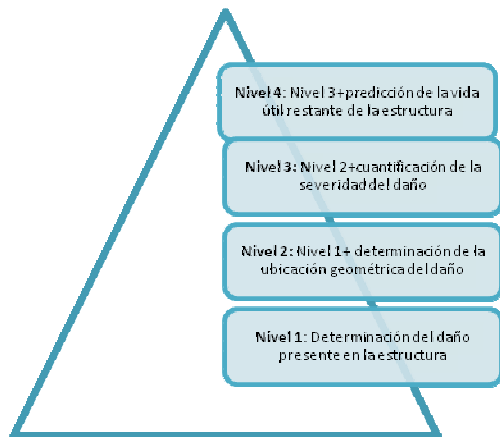 Nivel 4: Nivel 3+predicción de la vida
útil restante de la estructura
Nivel 3: Nivel 2+cuantificación de la
severidad del daño
Nivel 2: Nivel 1+ determinación de la
ubicación geométrica del daño
Nivel 1: Determinación del daño
presente en la estructura